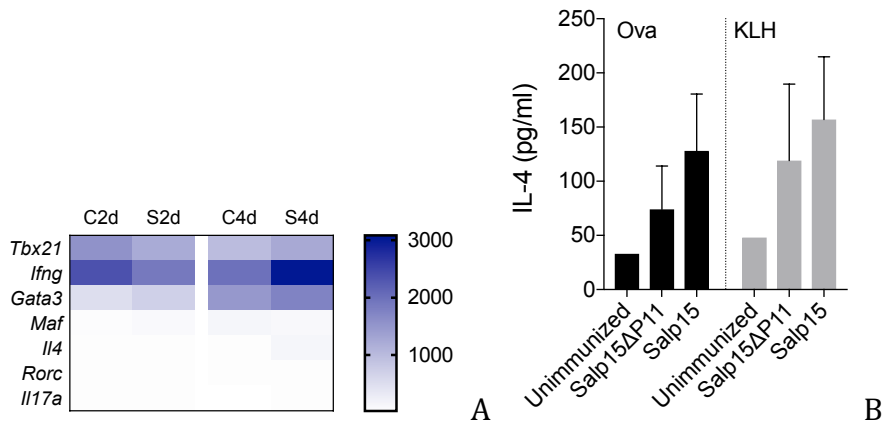 C2d S2d C4d S4d
Tbx21
Ifng
Gata3
Maf
Il4
Rorc
Il17a
3000
2000
1000
A
IL-4 (pg/ml)
250
200
150
100
50
0
Ova KLH
Unimmunized
Salp15ΔP11
Salp15
Unimmunized
Salp15ΔP11
Salp15
B